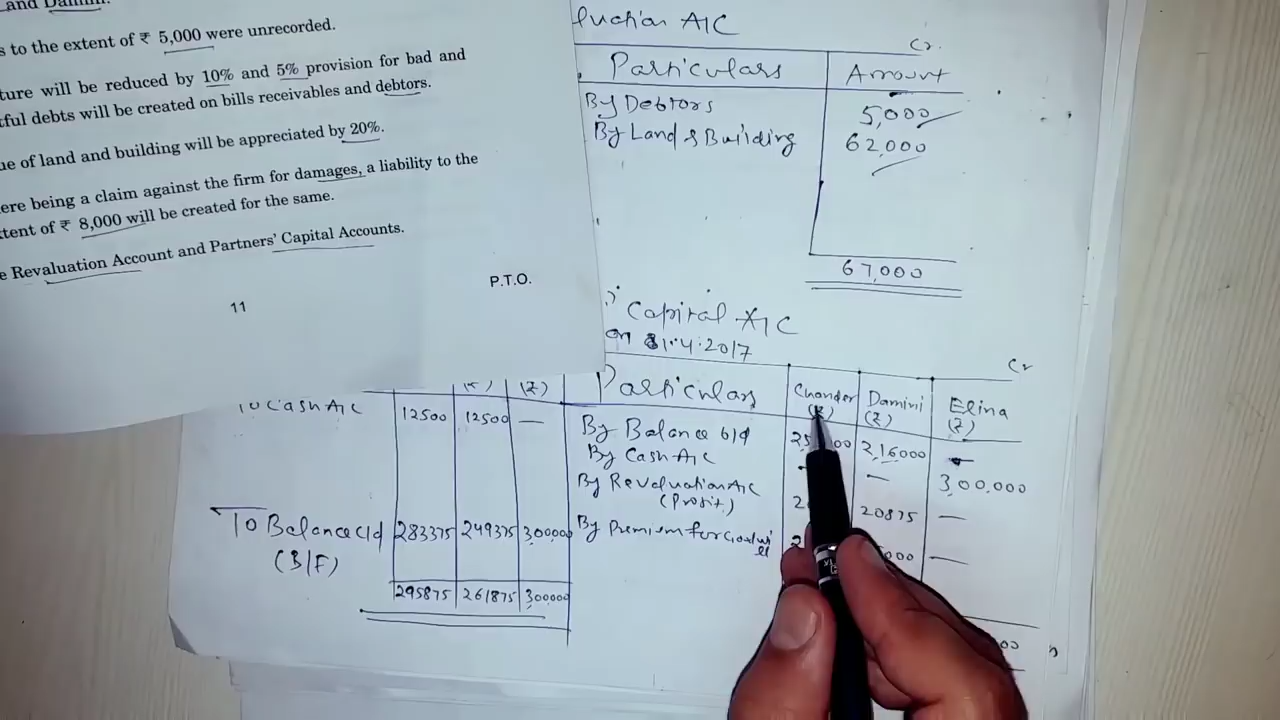 and Damini.
s to the extent of ₹ 5,000 were unrecorded.
ture will be reduced by 10% and 5% provision for bad and
tful debts will be created on bills receivables and debtors.
ue of land and building will be appreciated by 20%.
ere being a claim against the firm for damages, a liability to the
tent of ₹ 8,000 will be created for the same.
e Revaluation Account and Partners' Capital Accounts.
P.T.O.
11
luation A/C
Cr.
Particulars Amount
By Debtors 5,000
By Land & Building 62,000
67,000
Capital A/C
on 1.4.2017
Cr
(₹) (₹) Particulars Chander (₹) Damini (₹) Elina (₹)
To Cash A/C 12500 12500 — By Balance b/d 2,16000 —
By Cash A/C — — 3,00,000
By Revaluation A/C (Profit) 20875 —
To Balance C/d (B/F) 283375 249375 3,00000 By Premium for Goodwill 000 —
295875 261875 3,00000